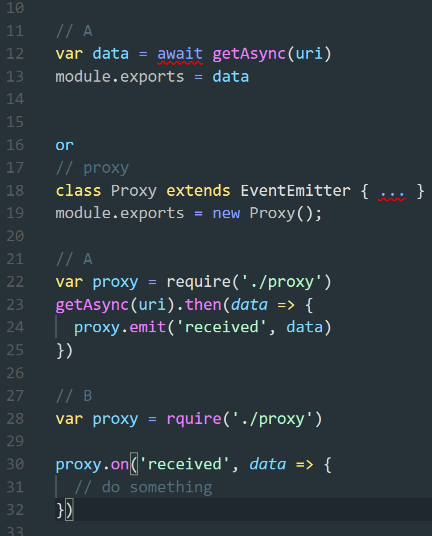 10
11 // A
12 var data = await getAsync(uri)
13 module.exports = data
14
15
16 or
17 // proxy
18 class Proxy extends EventEmitter { ... }
19 module.exports = new Proxy();
20
21 // A
22 var proxy = require('./proxy')
23 getAsync(uri).then(data => {
24 proxy.emit('received', data)
25 })
26
27 // B
28 var proxy = rquire('./proxy')
29
30 proxy.on('received', data => {
31 // do something
32 })
33